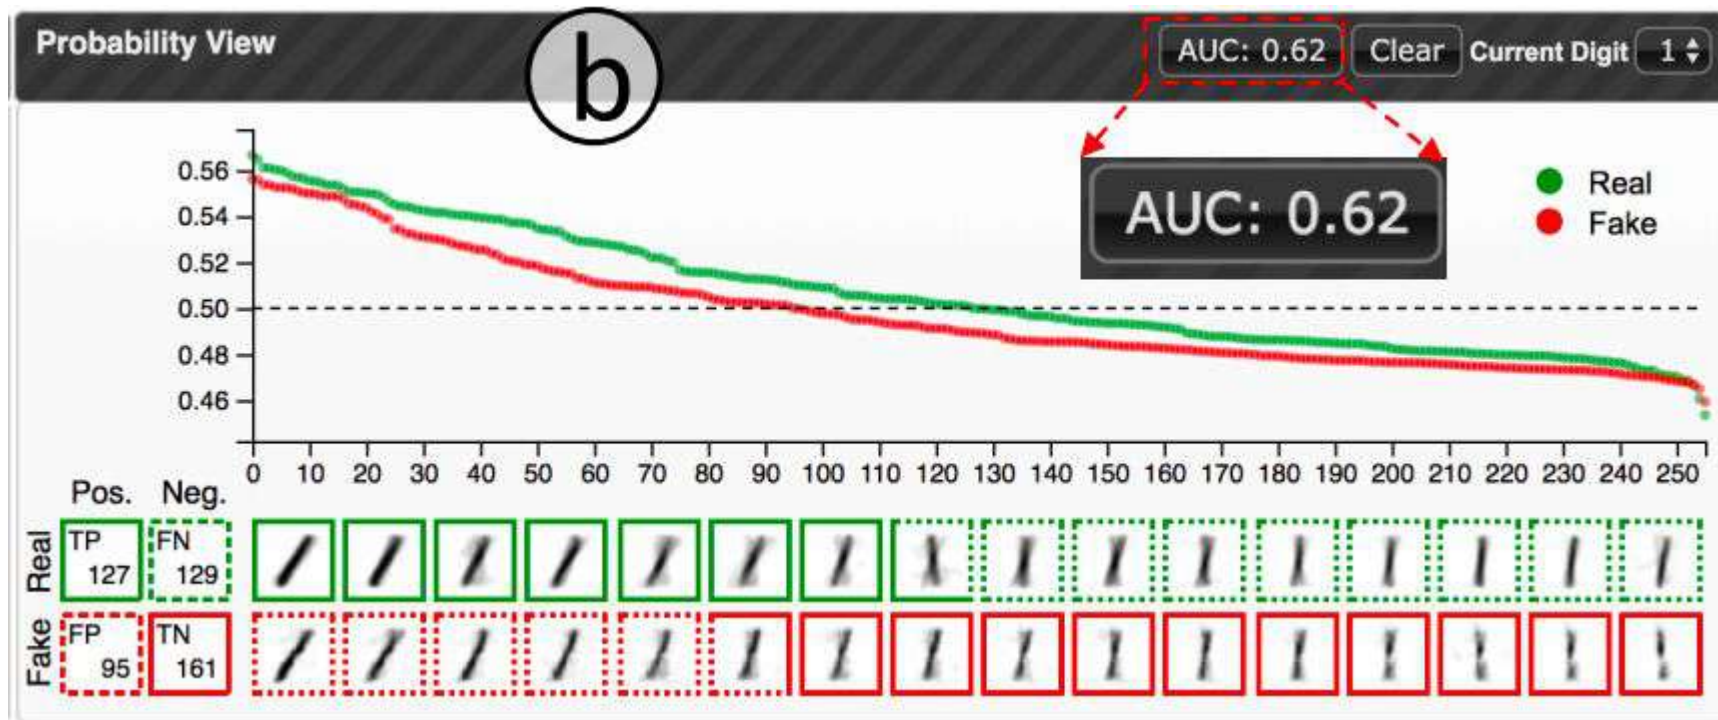 Probability View
b
AUC: 0.62
Clear
Current Digit
1
AUC: 0.62
Real
Fake
0.56
0.54
0.52
0.50
0.48
0.46
0 10 20 30 40 50 60 70 80 90 100 110 120 130 140 150 160 170 180 190 200 210 220 230 240 250
Pos. Neg.
Real
TP
127
FN
129
Fake
FP
95
TN
161